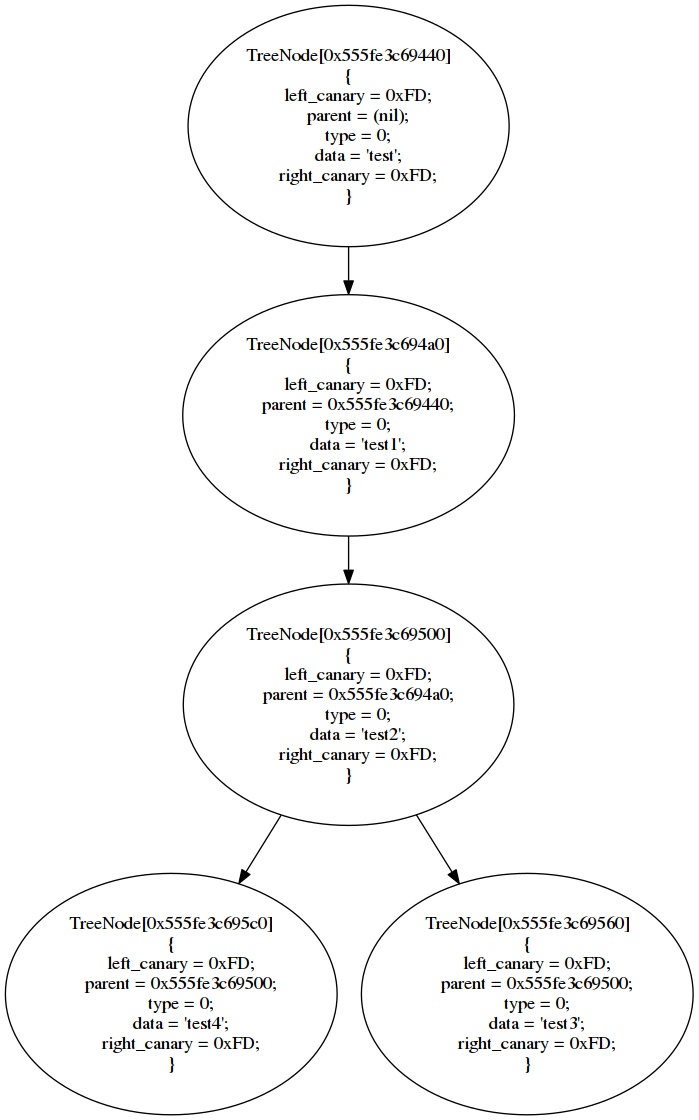 TreeNode[0x555fe3c69440]
{
left_canary = 0xFD;
parent = (nil);
type = 0;
data = 'test';
right_canary = 0xFD;
}
TreeNode[0x555fe3c694a0]
{
left_canary = 0xFD;
parent = 0x555fe3c69440;
type = 0;
data = 'test1';
right_canary = 0xFD;
}
TreeNode[0x555fe3c69500]
{
left_canary = 0xFD;
parent = 0x555fe3c694a0;
type = 0;
data = 'test2';
right_canary = 0xFD;
}
TreeNode[0x555fe3c695c0]
{
left_canary = 0xFD;
parent = 0x555fe3c69500;
type = 0;
data = 'test4';
right_canary = 0xFD;
}
TreeNode[0x555fe3c69560]
{
left_canary = 0xFD;
parent = 0x555fe3c69500;
type = 0;
data = 'test3';
right_canary = 0xFD;
}